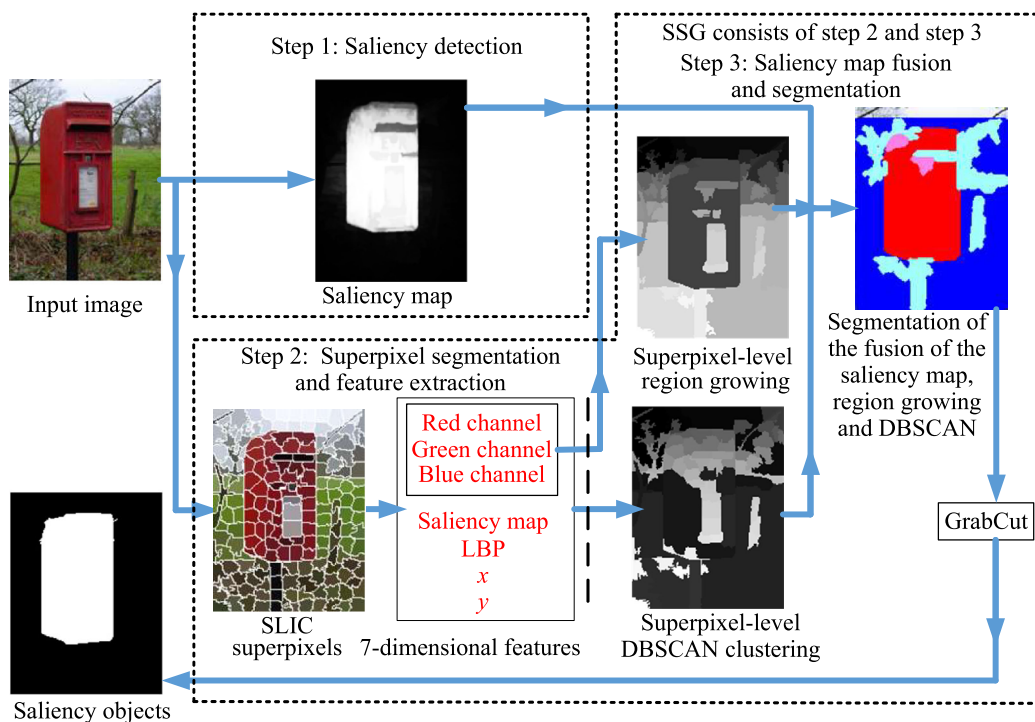 Step 1: Saliency detection
Input image
Saliency map
SSG consists of step 2 and step 3
Step 3: Saliency map fusion
and segmentation
Superpixel-level
region growing
Segmentation of
the fusion of the
saliency map,
region growing
and DBSCAN
Step 2: Superpixel segmentation
and feature extraction
Red channel
Green channel
Blue channel
Saliency map
LBP
x
y
SLIC
superpixels
7-dimensional features
Superpixel-level
DBSCAN clustering
GrabCut
Saliency objects